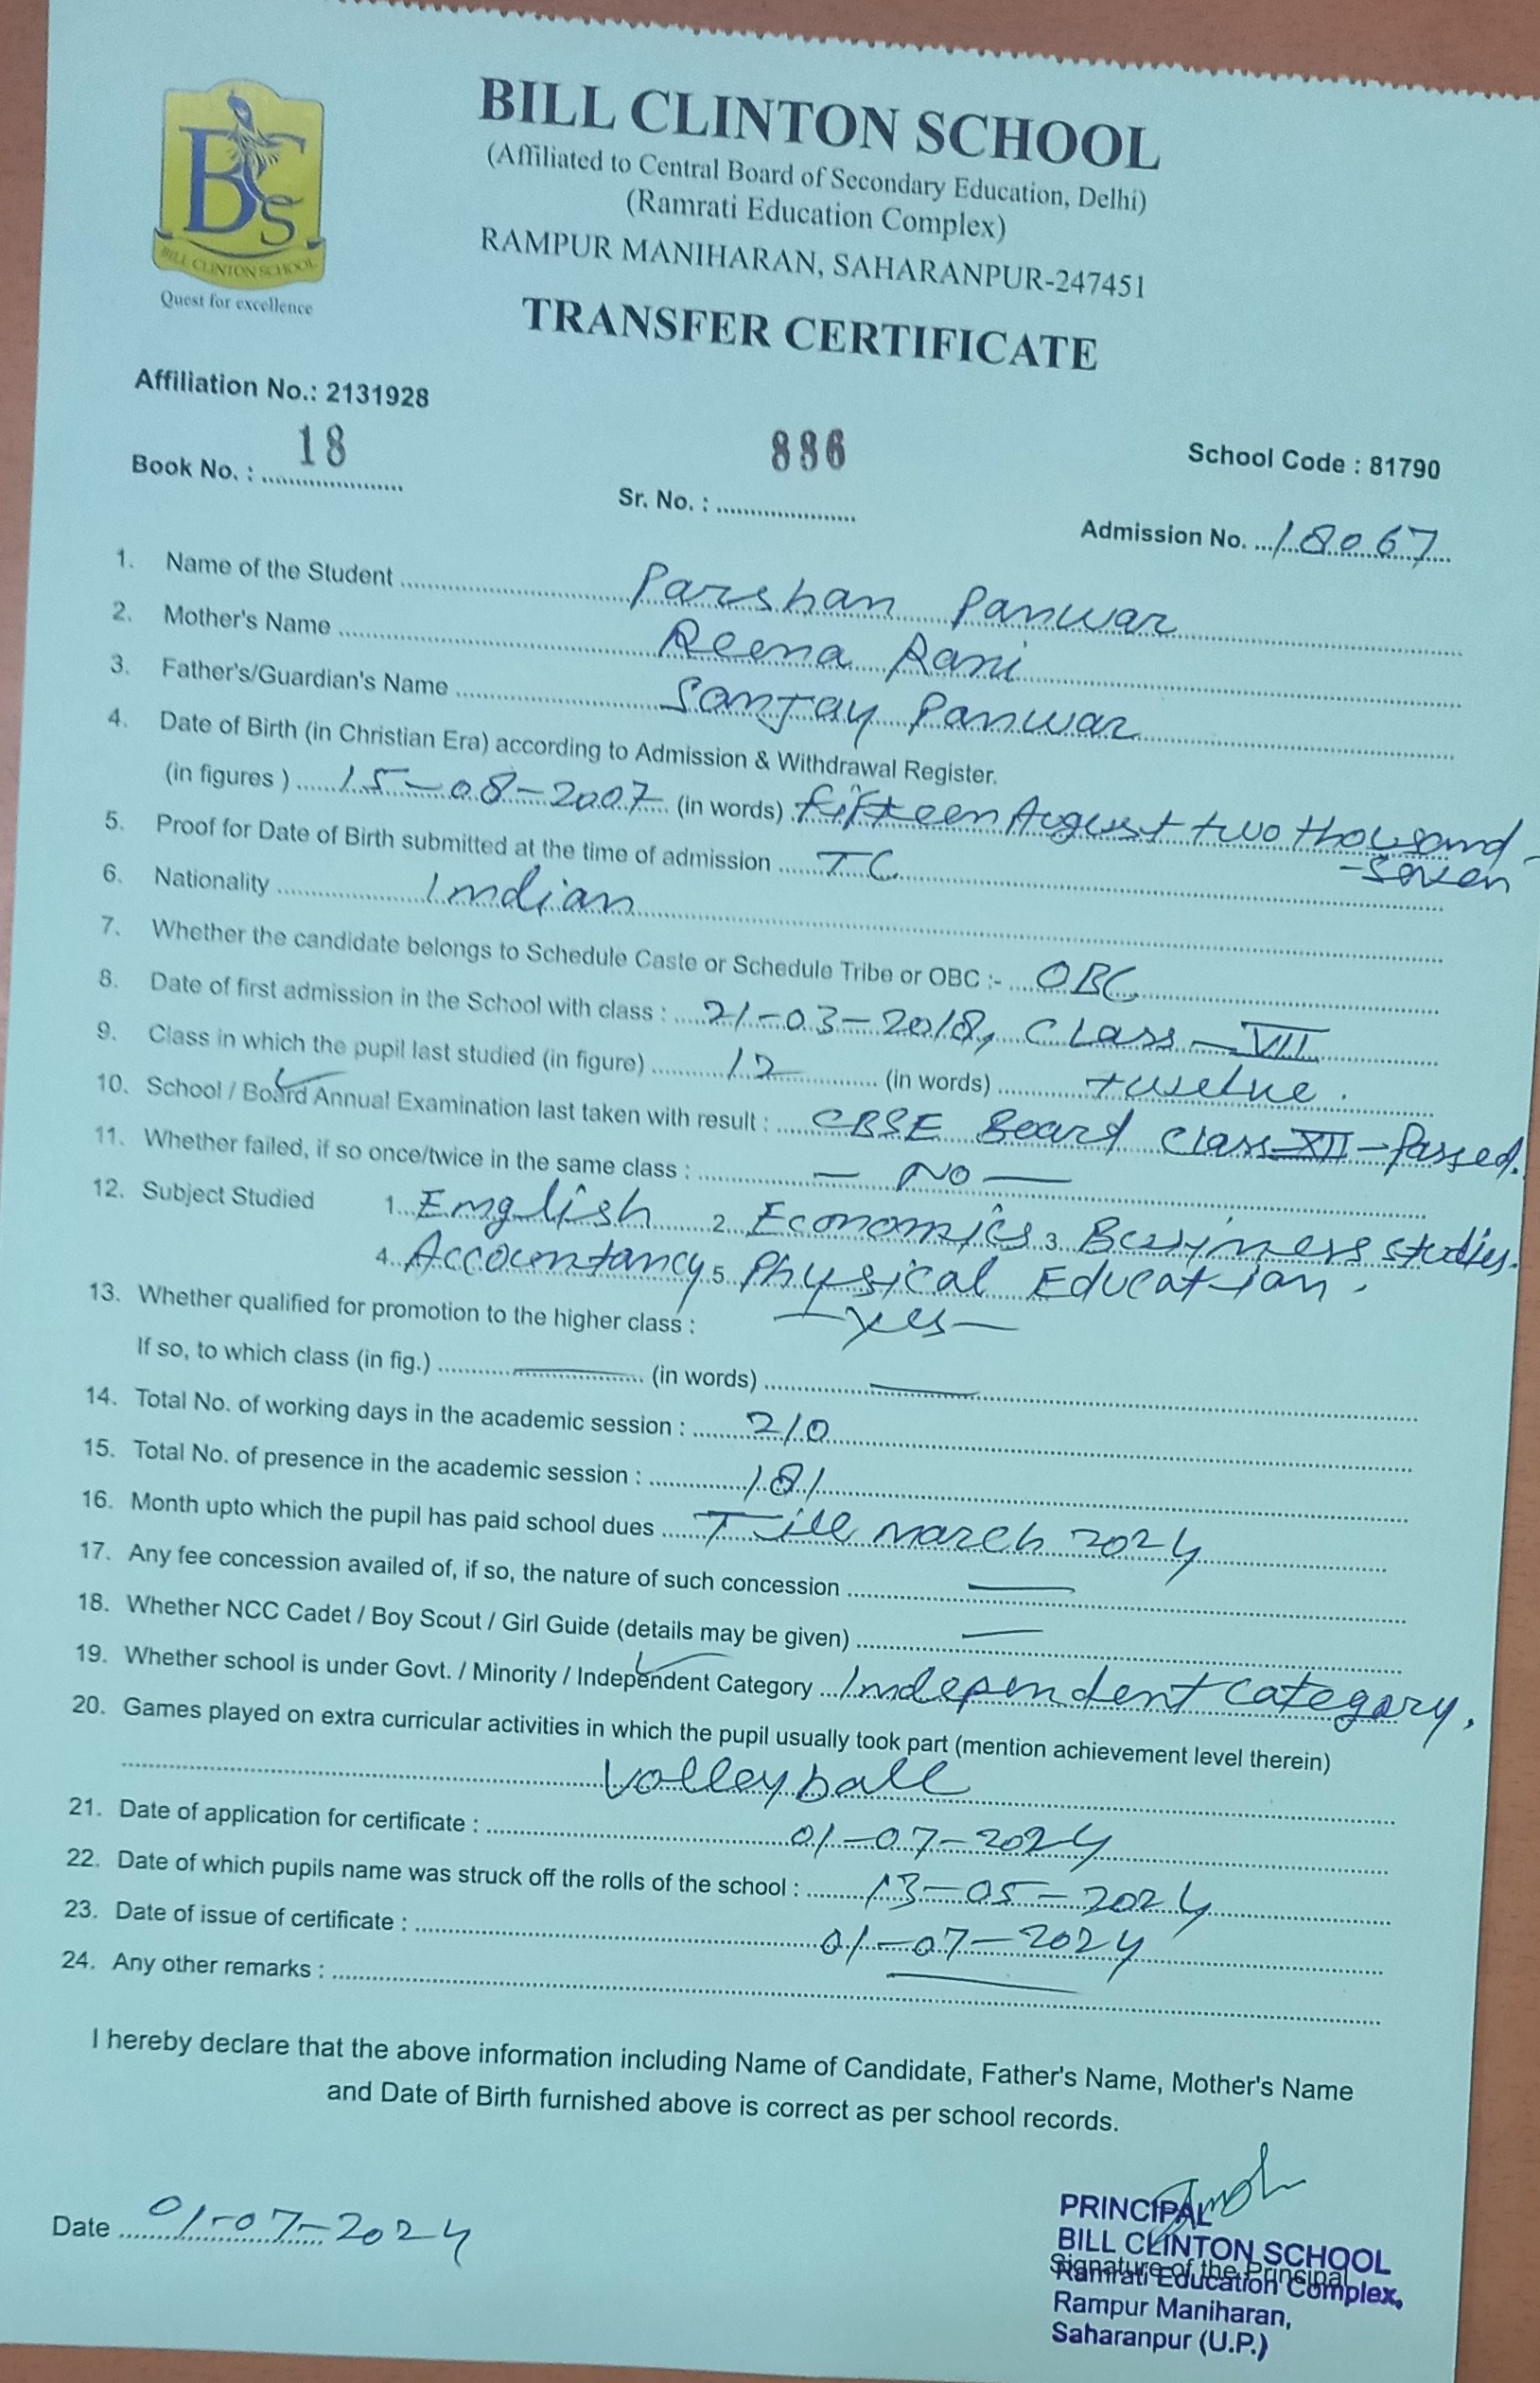 BILL CLINTON SCHOOL
(Affiliated to Central Board of Secondary Education, Delhi)
(Ramrati Education Complex)
RAMPUR MANIHARAN, SAHARANPUR-247451
BCS
BILL CLINTON SCHOOL
Quest for excellence
TRANSFER CERTIFICATE
Affiliation No.: 2131928
School Code : 81790
Book No. : 18 Sr. No. : 886 Admission No. 18067
1. Name of the Student Parshan Panwar
2. Mother's Name Reena Rani
3. Father's/Guardian's Name Sanjay Panwar
4. Date of Birth (in Christian Era) according to Admission & Withdrawal Register.
(in figures ) 15-08-2007 (in words) fifteen August two thousand -
-seven
5. Proof for Date of Birth submitted at the time of admission TC
6. Nationality Indian
7. Whether the candidate belongs to Schedule Caste or Schedule Tribe or OBC :- OBC
8. Date of first admission in the School with class : 21-03-2018, Class - VII
9. Class in which the pupil last studied (in figure) 12 (in words) twelve.
10. School / Board Annual Examination last taken with result : CBSE Board Class-XII-Passed.
11. Whether failed, if so once/twice in the same class : - No -
12. Subject Studied 1. English 2. Economics 3. Business studies.
4. Accountancy 5. Physical Education.
13. Whether qualified for promotion to the higher class : - Yes -
If so, to which class (in fig.) (in words)
14. Total No. of working days in the academic session : 210
15. Total No. of presence in the academic session : 181
16. Month upto which the pupil has paid school dues Till march 2024
17. Any fee concession availed of, if so, the nature of such concession
18. Whether NCC Cadet / Boy Scout / Girl Guide (details may be given)
19. Whether school is under Govt. / Minority / Independent Category Independent category.
20. Games played on extra curricular activities in which the pupil usually took part (mention achievement level therein)
Volleyball
21. Date of application for certificate : 01-07-2024
22. Date of which pupils name was struck off the rolls of the school : 13-05-2024
23. Date of issue of certificate : 01-07-2024
24. Any other remarks :
I hereby declare that the above information including Name of Candidate, Father's Name, Mother's Name
and Date of Birth furnished above is correct as per school records.
Date 01-07-2024
PRINCIPAL
BILL CLINTON SCHOOL
Signature of the Principal
Ramrati Education Complex,
Rampur Maniharan,
Saharanpur (U.P.)